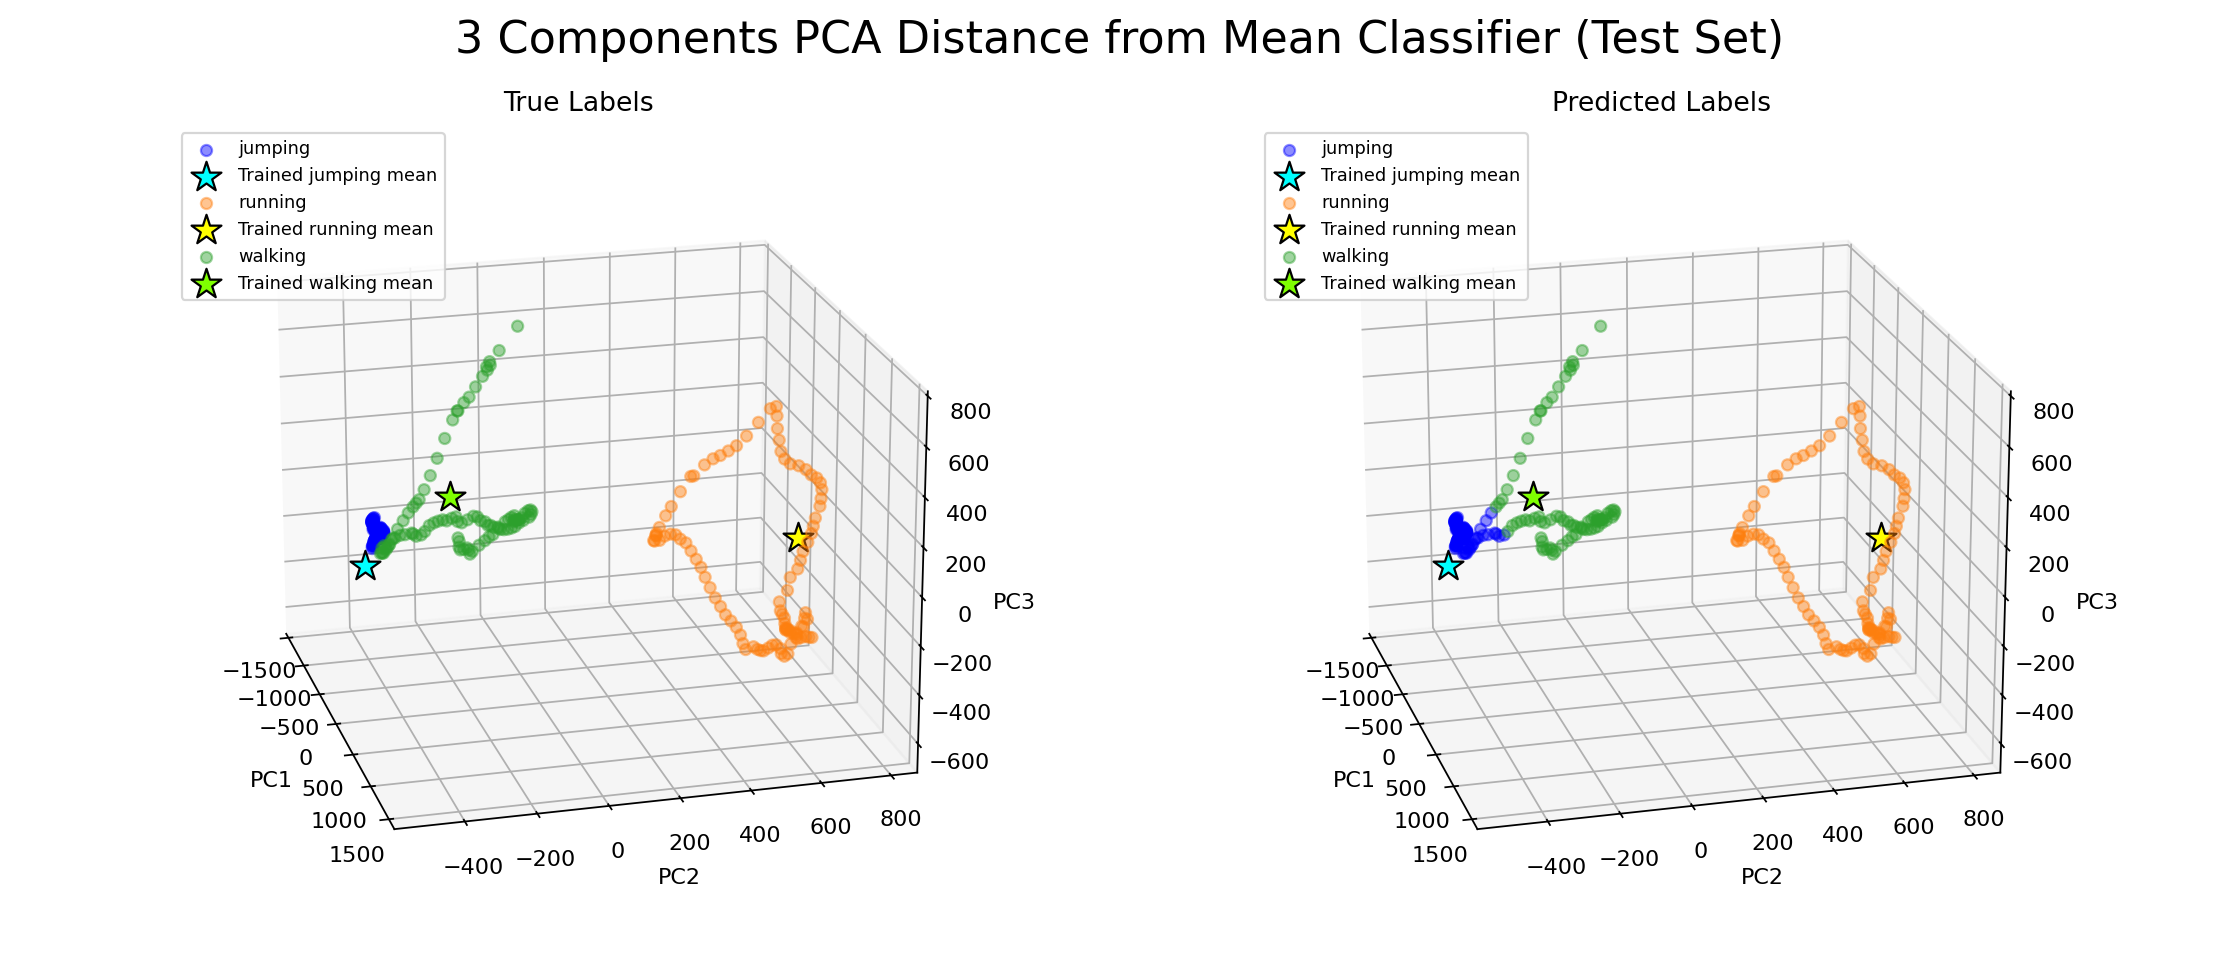 3 Components PCA Distance from Mean Classifier (Test Set)
True Labels
jumping
Trained jumping mean
running
Trained running mean
walking
Trained walking mean
800
600
400
200
0
−200
−400
−600
PC3
−1500
−1000
−500
0
500
1000
1500
PC1
−400
−200
0
200
400
600
800
PC2
Predicted Labels
jumping
Trained jumping mean
running
Trained running mean
walking
Trained walking mean
800
600
400
200
0
−200
−400
−600
PC3
−1500
−1000
−500
0
500
1000
1500
PC1
−400
−200
0
200
400
600
800
PC2